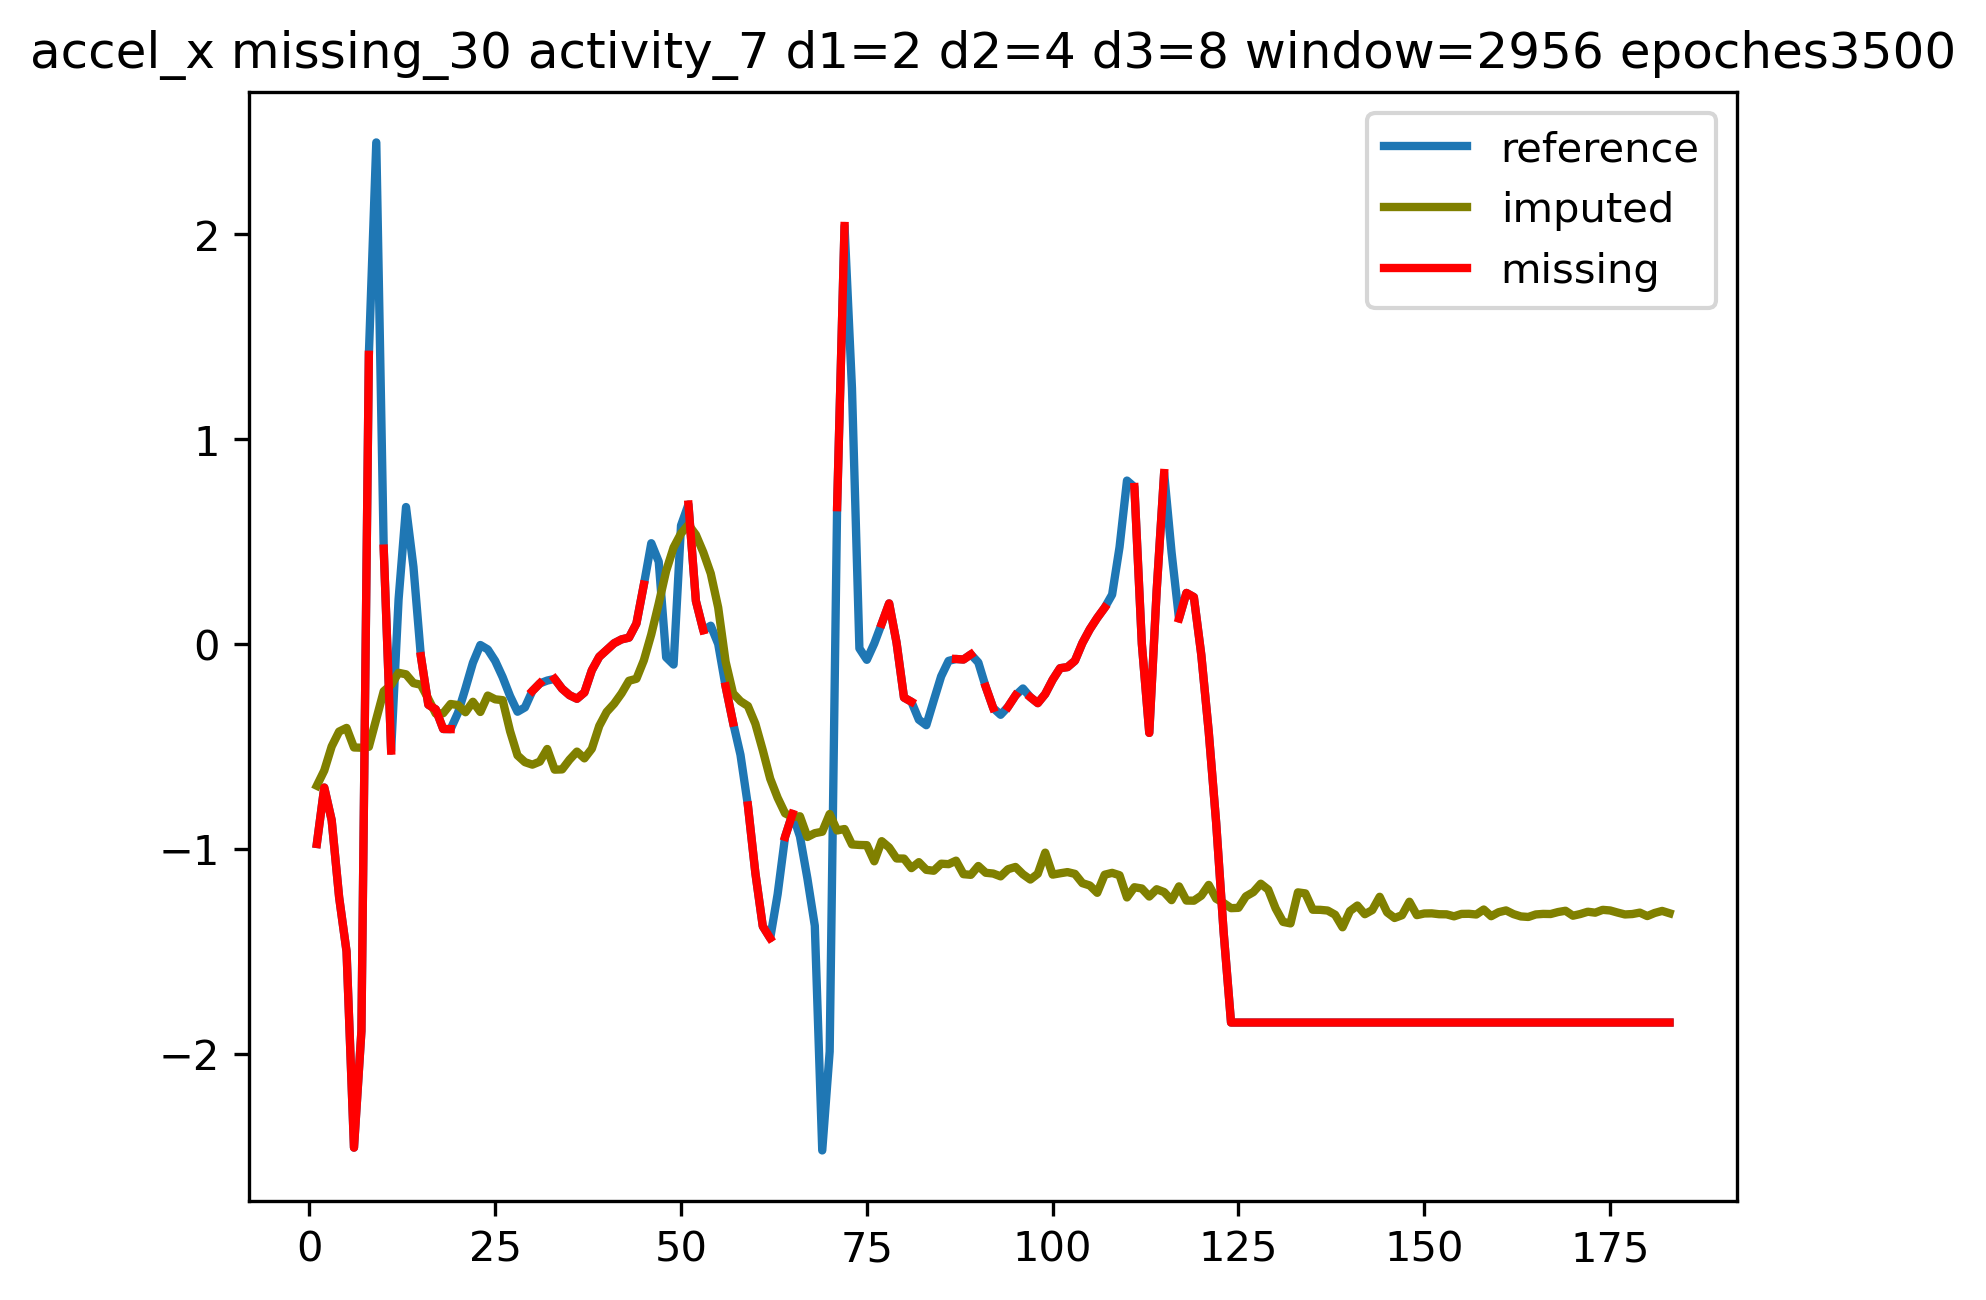 accel_x missing_30 activity_7 d1=2 d2=4 d3=8 window=2956 epoches3500
reference
imputed
missing
2
1
0
−1
−2
0 25 50 75 100 125 150 175